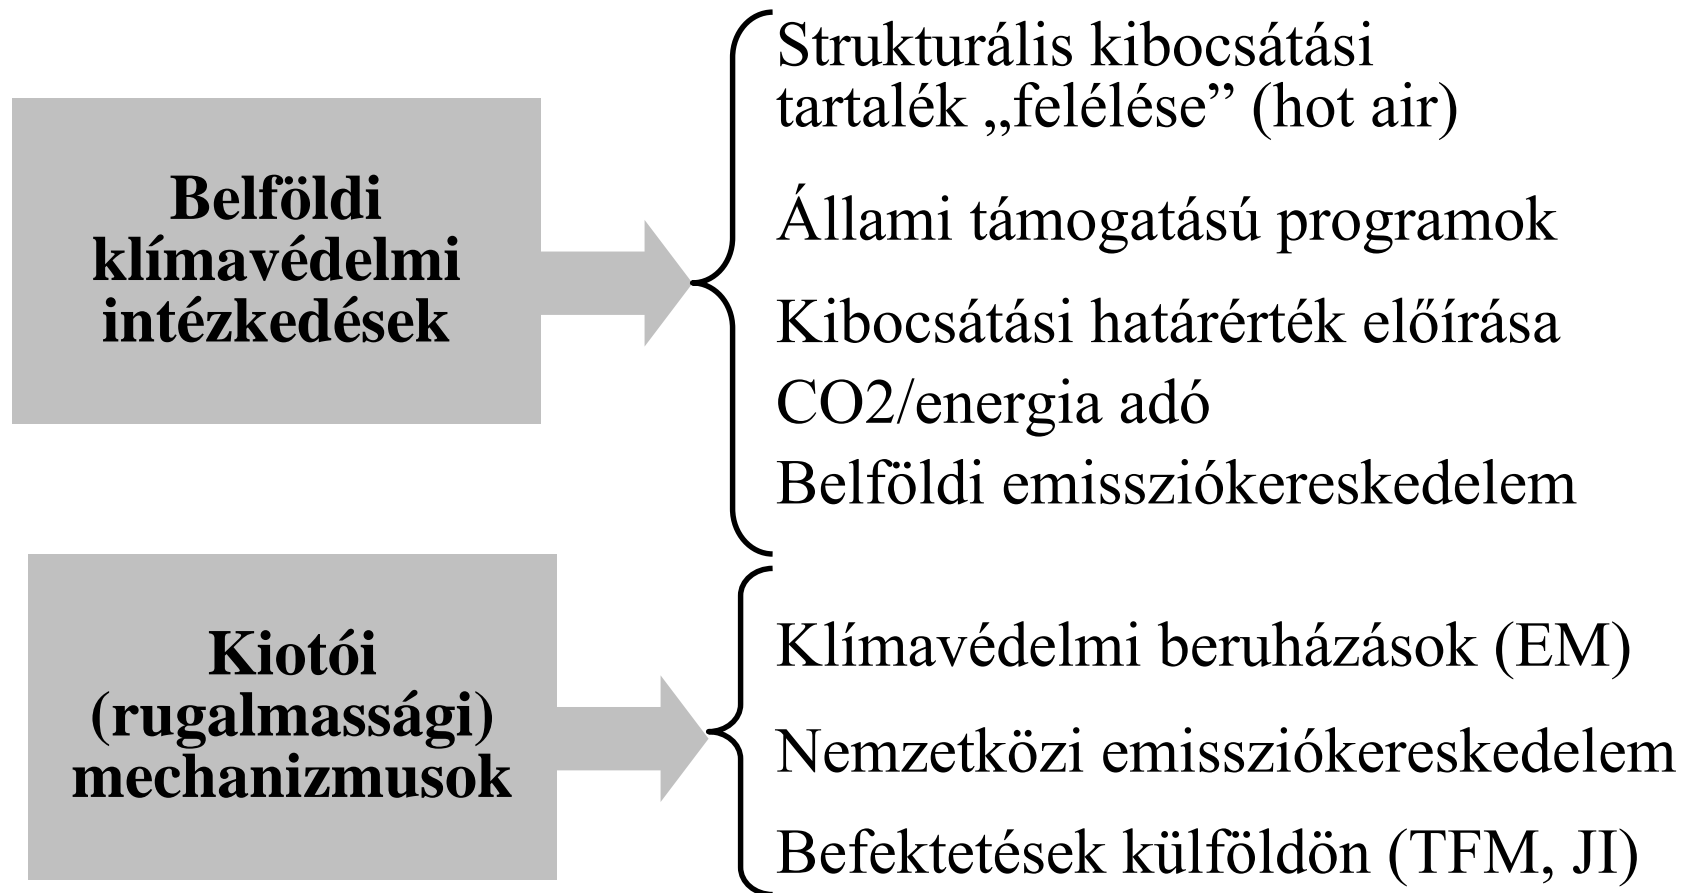 Belföldi
klímavédelmi
intézkedések
Strukturális kibocsátási
tartalék „felélése” (hot air)
Állami támogatású programok
Kibocsátási határérték előírása
CO2/energia adó
Belföldi emissziókereskedelem
Kiotói
(rugalmassági)
mechanizmusok
Klímavédelmi beruházások (EM)
Nemzetközi emissziókereskedelem
Befektetések külföldön (TFM, JI)